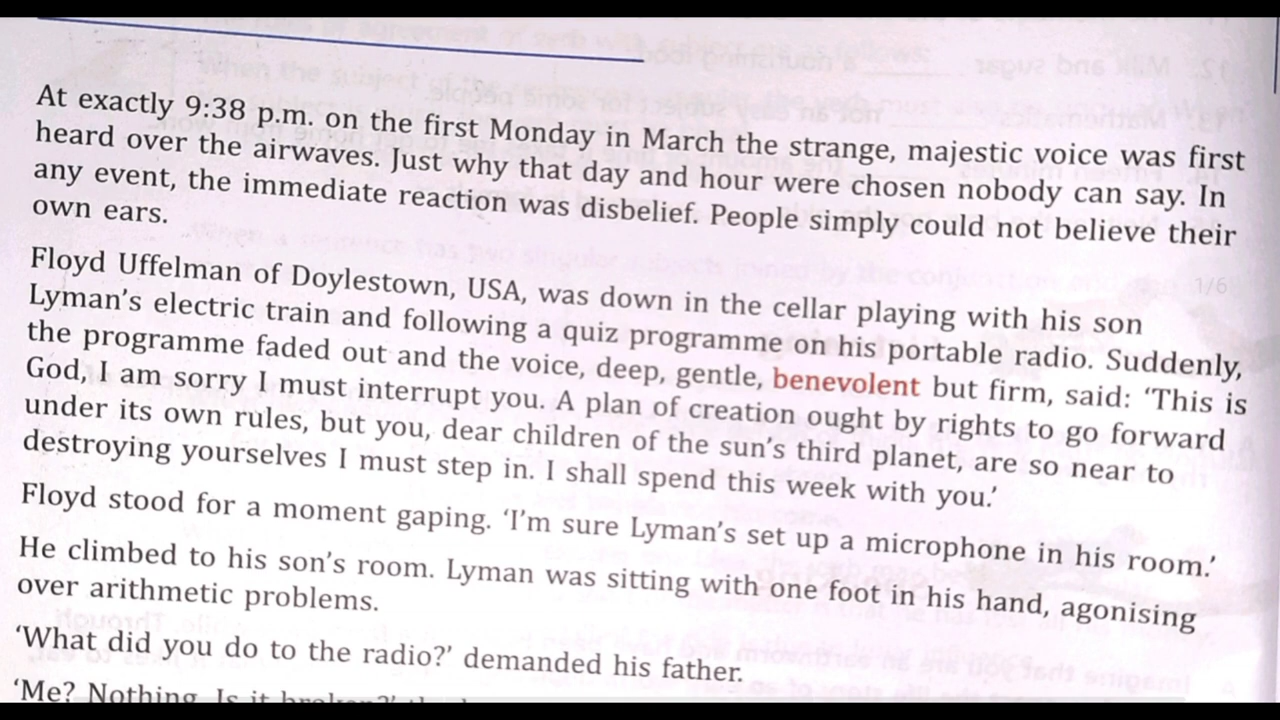 At exactly 9:38 p.m. on the first Monday in March the strange, majestic voice was first
heard over the airwaves. Just why that day and hour were chosen nobody can say. In
any event, the immediate reaction was disbelief. People simply could not believe their
own ears.
Floyd Uffelman of Doylestown, USA, was down in the cellar playing with his son
Lyman's electric train and following a quiz programme on his portable radio. Suddenly,
the programme faded out and the voice, deep, gentle, benevolent but firm, said: 'This is
God, I am sorry I must interrupt you. A plan of creation ought by rights to go forward
under its own rules, but you, dear children of the sun's third planet, are so near to
destroying yourselves I must step in. I shall spend this week with you.'
Floyd stood for a moment gaping. 'I'm sure Lyman's set up a microphone in his room.'
He climbed to his son's room. Lyman was sitting with one foot in his hand, agonising
over arithmetic problems.
'What did you do to the radio?' demanded his father.
'Me? Nothing. Is it broken?'